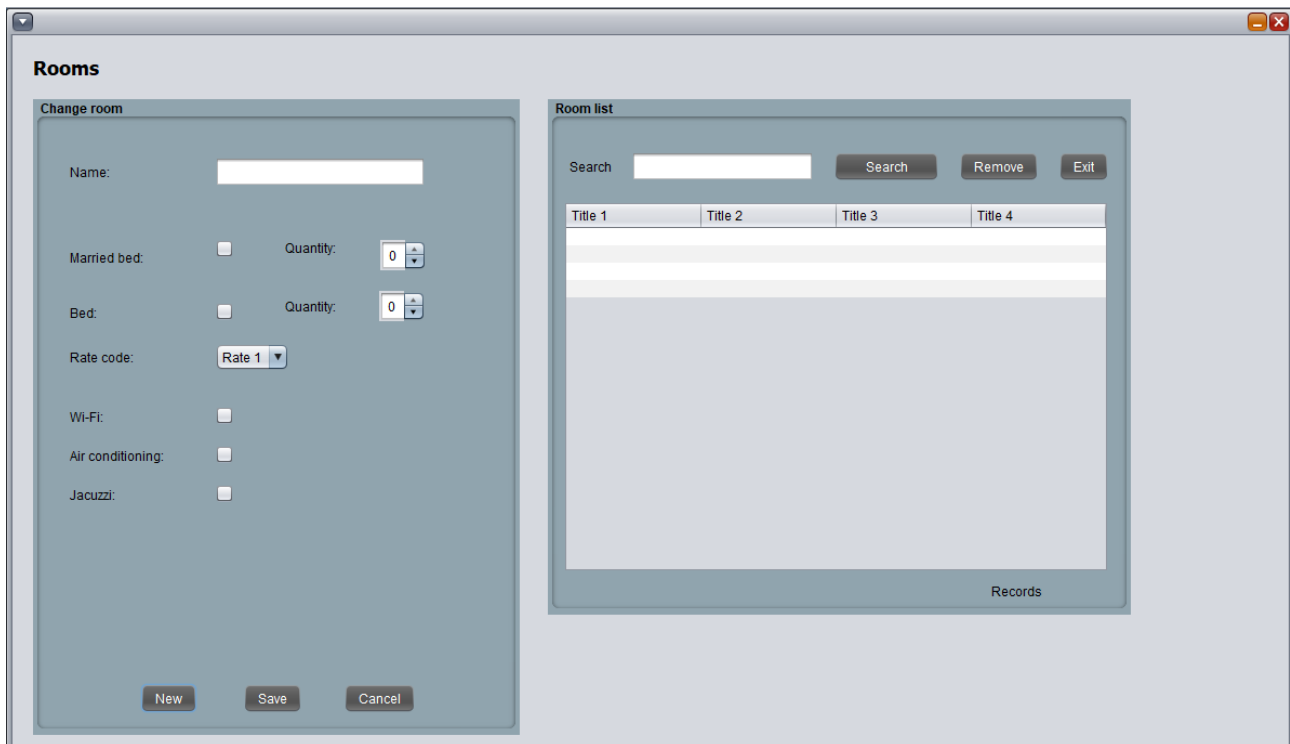 Rooms
Change room
Name:
Married bed:
Quantity:
0
Bed:
Quantity:
0
Rate code:
Rate 1
Wi-Fi:
Air conditioning:
Jacuzzi:
New
Save
Cancel
Room list
Search
Search
Remove
Exit
Title 1
Title 2
Title 3
Title 4
Records